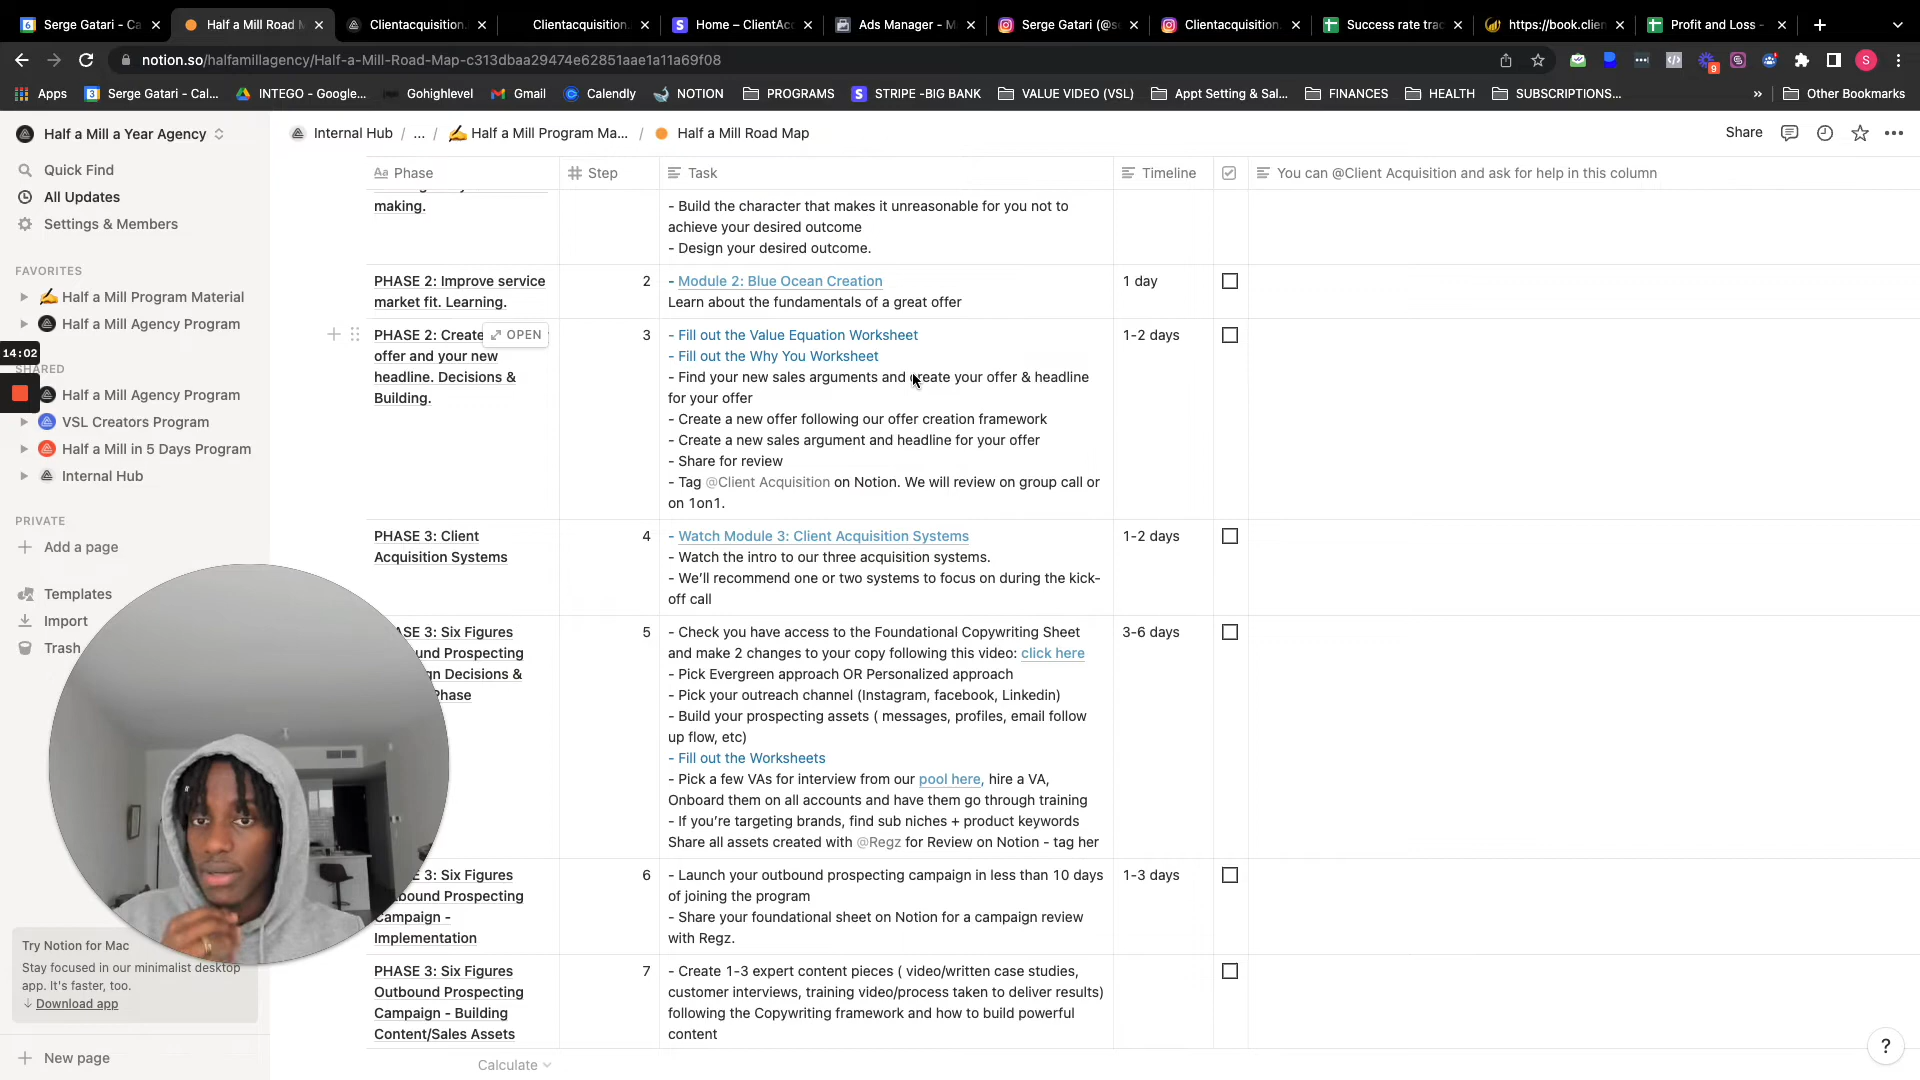 Serge Gatari - Ca
Half a Mill Road M
Clientacquisition.
Clientacquisition.
Home – ClientAc
Ads Manager - M
Serge Gatari (@s
Clientacquisition.
Success rate trac
https://book.clien
Profit and Loss -
notion.so/halfamillagency/Half-a-Mill-Road-Map-c313dbaa29474e62851aae1a11a69f08
9
S
Apps
Serge Gatari - Cal...
INTEGO - Google...
Gohighlevel
Gmail
Calendly
NOTION
PROGRAMS
STRIPE -BIG BANK
VALUE VIDEO (VSL)
Appt Setting & Sal...
FINANCES
HEALTH
SUBSCRIPTIONS...
»
Other Bookmarks
Half a Mill a Year Agency
Quick Find
All Updates
Settings & Members
FAVORITES
Half a Mill Program Material
Half a Mill Agency Program
14:02
SHARED
Half a Mill Agency Program
VSL Creators Program
Half a Mill in 5 Days Program
Internal Hub
PRIVATE
Add a page
Templates
Import
Trash
Try Notion for Mac
Stay focused in our minimalist desktop
app. It's faster, too.
Download app
New page
Internal Hub / ... / Half a Mill Program Ma... / Half a Mill Road Map
Share
Aa Phase
Step
Task
Timeline
You can @Client Acquisition and ask for help in this column
making.
- Build the character that makes it unreasonable for you not to
achieve your desired outcome
- Design your desired outcome.
PHASE 2: Improve service
market fit. Learning.
2
- Module 2: Blue Ocean Creation
Learn about the fundamentals of a great offer
1 day
PHASE 2: Create
OPEN
offer and your new
headline. Decisions &
Building.
3
- Fill out the Value Equation Worksheet
- Fill out the Why You Worksheet
- Find your new sales arguments and create your offer & headline
for your offer
- Create a new offer following our offer creation framework
- Create a new sales argument and headline for your offer
- Share for review
- Tag @Client Acquisition on Notion. We will review on group call or
on 1on1.
1-2 days
PHASE 3: Client
Acquisition Systems
4
- Watch Module 3: Client Acquisition Systems
- Watch the intro to our three acquisition systems.
- We'll recommend one or two systems to focus on during the kick-
off call
1-2 days
ASE 3: Six Figures
und Prospecting
gn Decisions &
Phase
5
- Check you have access to the Foundational Copywriting Sheet
and make 2 changes to your copy following this video: click here
- Pick Evergreen approach OR Personalized approach
- Pick your outreach channel (Instagram, facebook, Linkedin)
- Build your prospecting assets ( messages, profiles, email follow
up flow, etc)
- Fill out the Worksheets
- Pick a few VAs for interview from our pool here, hire a VA,
Onboard them on all accounts and have them go through training
- If you're targeting brands, find sub niches + product keywords
Share all assets created with @Regz for Review on Notion - tag her
3-6 days
E 3: Six Figures
bound Prospecting
Campaign -
Implementation
6
- Launch your outbound prospecting campaign in less than 10 days
of joining the program
- Share your foundational sheet on Notion for a campaign review
with Regz.
1-3 days
PHASE 3: Six Figures
Outbound Prospecting
Campaign - Building
Content/Sales Assets
7
- Create 1-3 expert content pieces ( video/written case studies,
customer interviews, training video/process taken to deliver results)
following the Copywriting framework and how to build powerful
content
Calculate
?